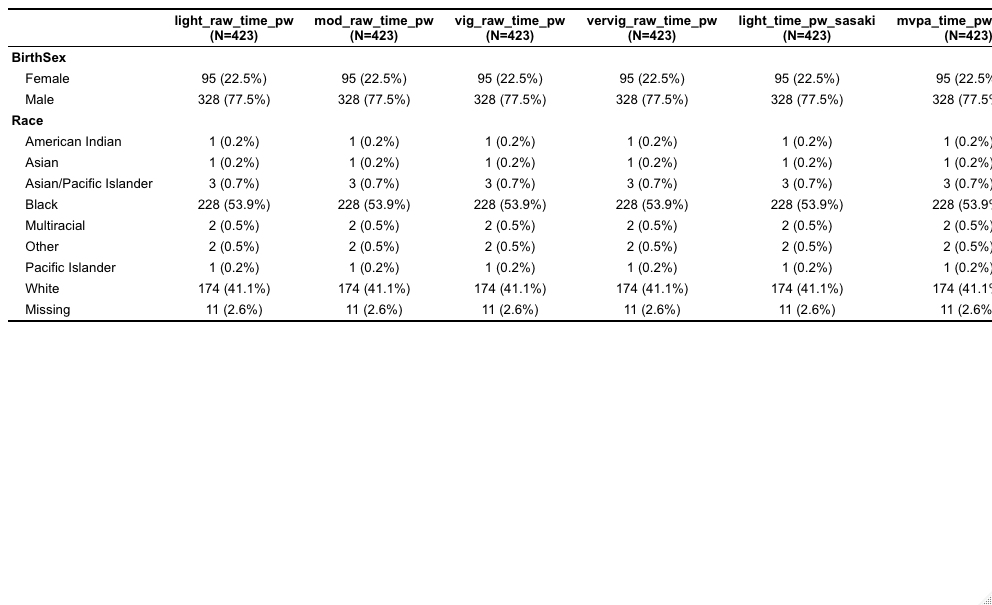 light_raw_time_pw mod_raw_time_pw vig_raw_time_pw vervig_raw_time_pw light_time_pw_sasaki mvpa_time_pw
(N=423) (N=423) (N=423) (N=423) (N=423) (N=423)
BirthSex
Female 95 (22.5%) 95 (22.5%) 95 (22.5%) 95 (22.5%) 95 (22.5%) 95 (22.5%
Male 328 (77.5%) 328 (77.5%) 328 (77.5%) 328 (77.5%) 328 (77.5%) 328 (77.5%
Race
American Indian 1 (0.2%) 1 (0.2%) 1 (0.2%) 1 (0.2%) 1 (0.2%) 1 (0.2%)
Asian 1 (0.2%) 1 (0.2%) 1 (0.2%) 1 (0.2%) 1 (0.2%) 1 (0.2%)
Asian/Pacific Islander 3 (0.7%) 3 (0.7%) 3 (0.7%) 3 (0.7%) 3 (0.7%) 3 (0.7%)
Black 228 (53.9%) 228 (53.9%) 228 (53.9%) 228 (53.9%) 228 (53.9%) 228 (53.9%
Multiracial 2 (0.5%) 2 (0.5%) 2 (0.5%) 2 (0.5%) 2 (0.5%) 2 (0.5%)
Other 2 (0.5%) 2 (0.5%) 2 (0.5%) 2 (0.5%) 2 (0.5%) 2 (0.5%)
Pacific Islander 1 (0.2%) 1 (0.2%) 1 (0.2%) 1 (0.2%) 1 (0.2%) 1 (0.2%)
White 174 (41.1%) 174 (41.1%) 174 (41.1%) 174 (41.1%) 174 (41.1%) 174 (41.1%
Missing 11 (2.6%) 11 (2.6%) 11 (2.6%) 11 (2.6%) 11 (2.6%) 11 (2.6%